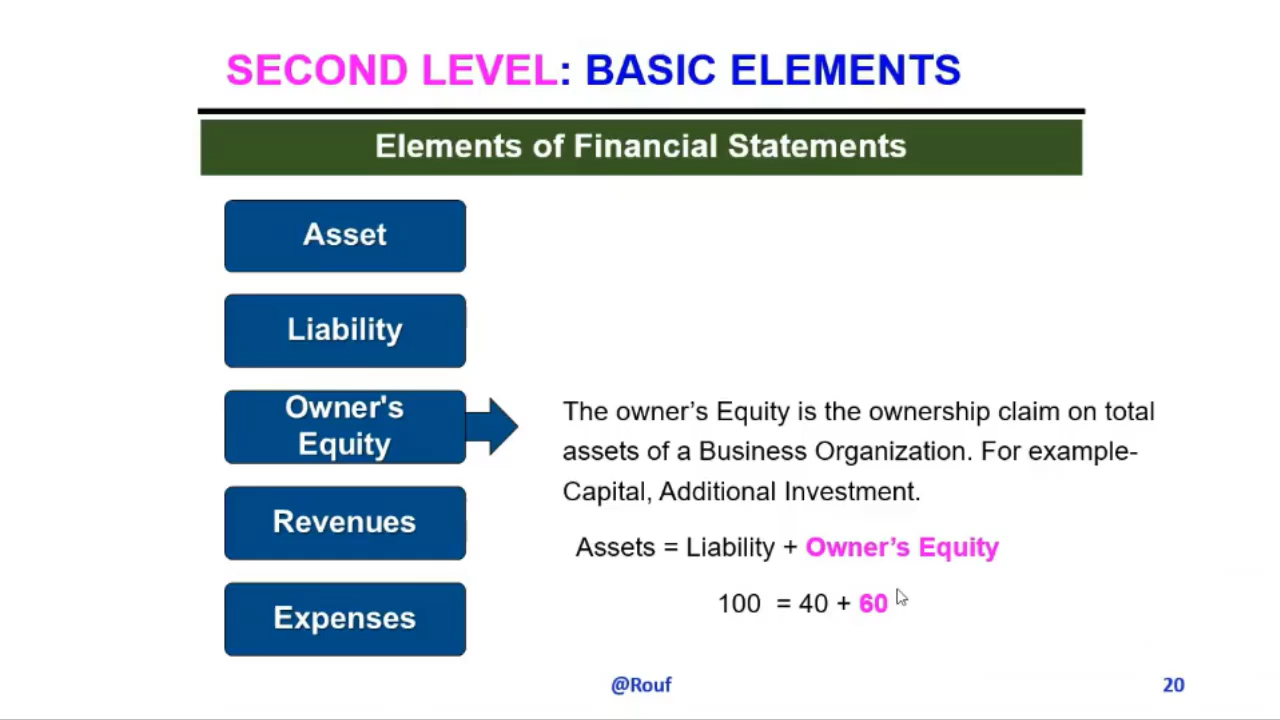 SECOND LEVEL: BASIC ELEMENTS
Elements of Financial Statements
Asset
Liability
Owner's
Equity
The owner’s Equity is the ownership claim on total
assets of a Business Organization. For example-
Capital, Additional Investment.
Assets = Liability + Owner’s Equity
100 = 40 + 60
Revenues
Expenses
@Rouf
20